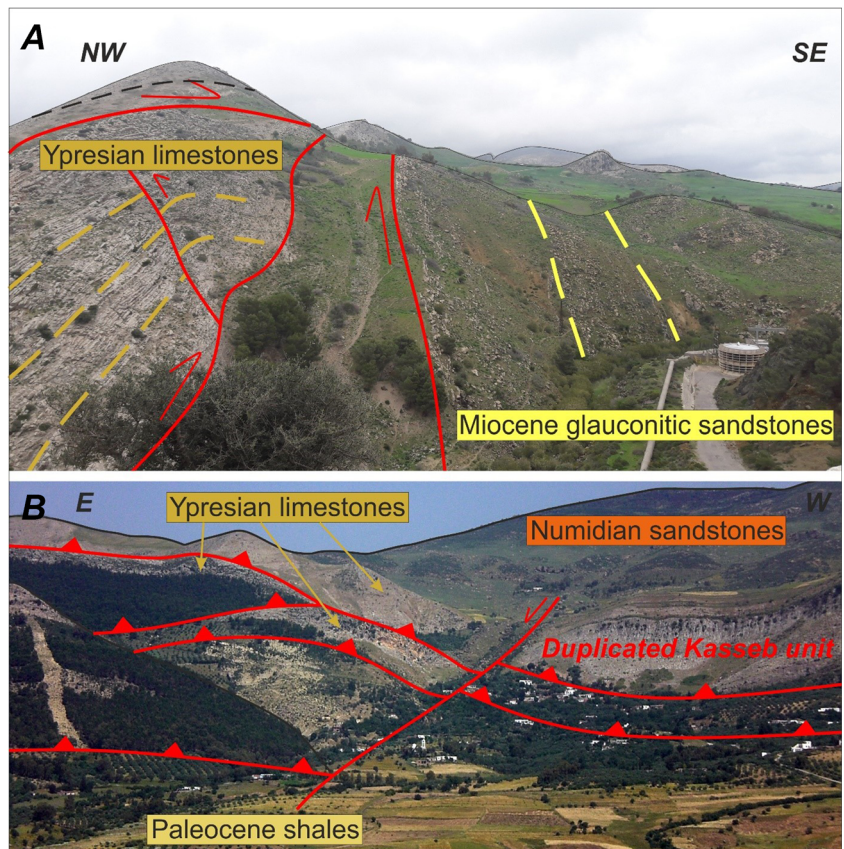 A
NW
SE
Ypresian limestones
Miocene glauconitic sandstones
B
E
Ypresian limestones
W
Numidian sandstones
Duplicated Kasseb unit
Paleocene shales